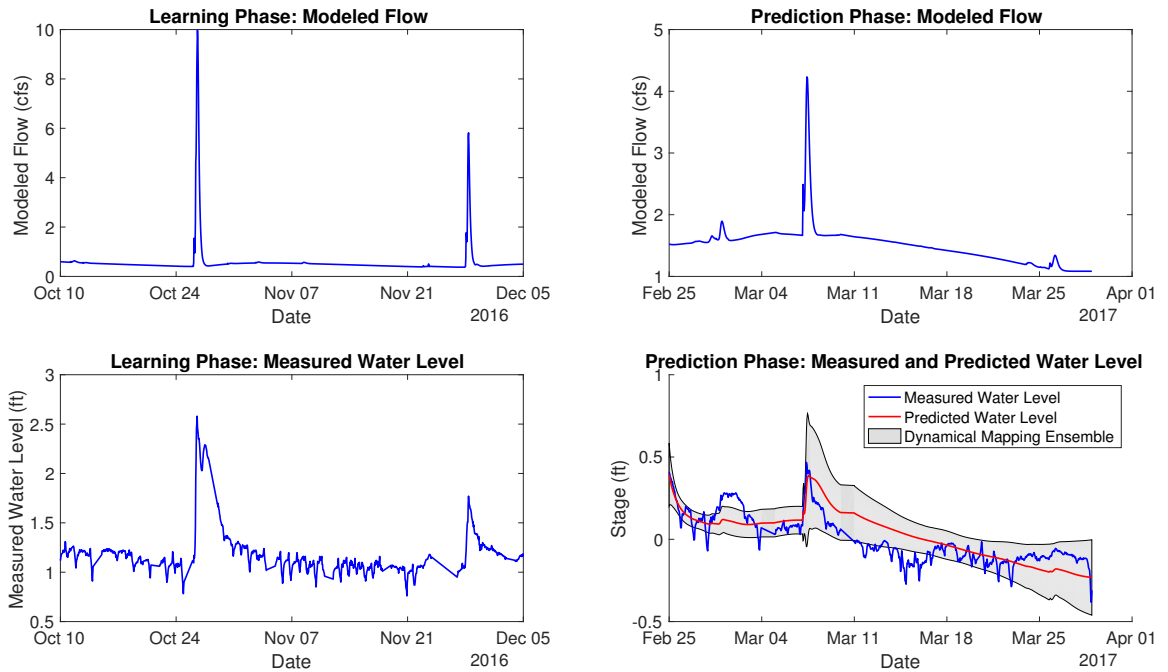 Learning Phase: Modeled Flow
10
8
6
4
2
0
Modeled Flow (cfs)
Oct 10
Oct 24
Nov 07
Nov 21
Dec 05
Date
2016
Prediction Phase: Modeled Flow
5
4
3
2
1
Modeled Flow (cfs)
Feb 25
Mar 04
Mar 11
Mar 18
Mar 25
Apr 01
Date
2017
Learning Phase: Measured Water Level
3
2.5
2
1.5
1
0.5
Measured Water Level (ft)
Oct 10
Oct 24
Nov 07
Nov 21
Dec 05
Date
2016
Prediction Phase: Measured and Predicted Water Level
1
0.5
0
-0.5
Stage (ft)
Measured Water Level
Predicted Water Level
Dynamical Mapping Ensemble
Feb 25
Mar 04
Mar 11
Mar 18
Mar 25
Apr 01
Date
2017